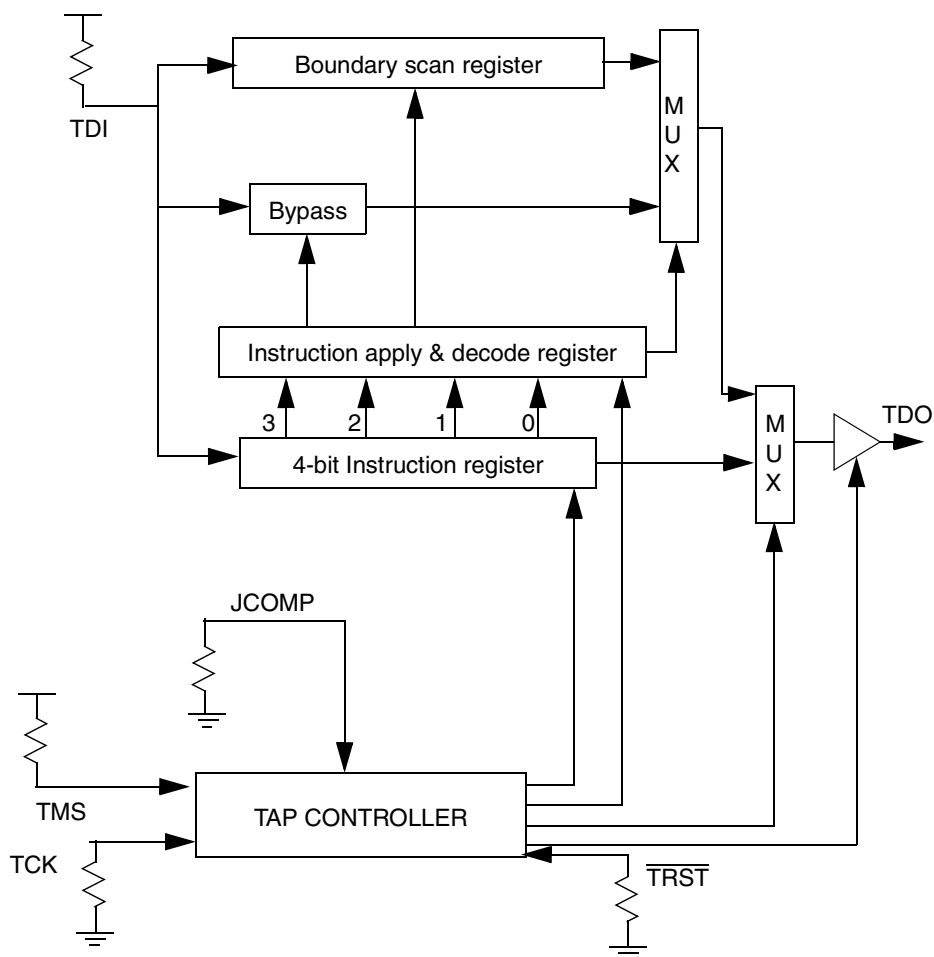 Boundary scan register
M
U
X
TDI
Bypass
Instruction apply & decode register
3 2 1 0
4-bit Instruction register
M
U
X
TDO
JCOMP
TMS
TAP CONTROLLER
TCK
TRST